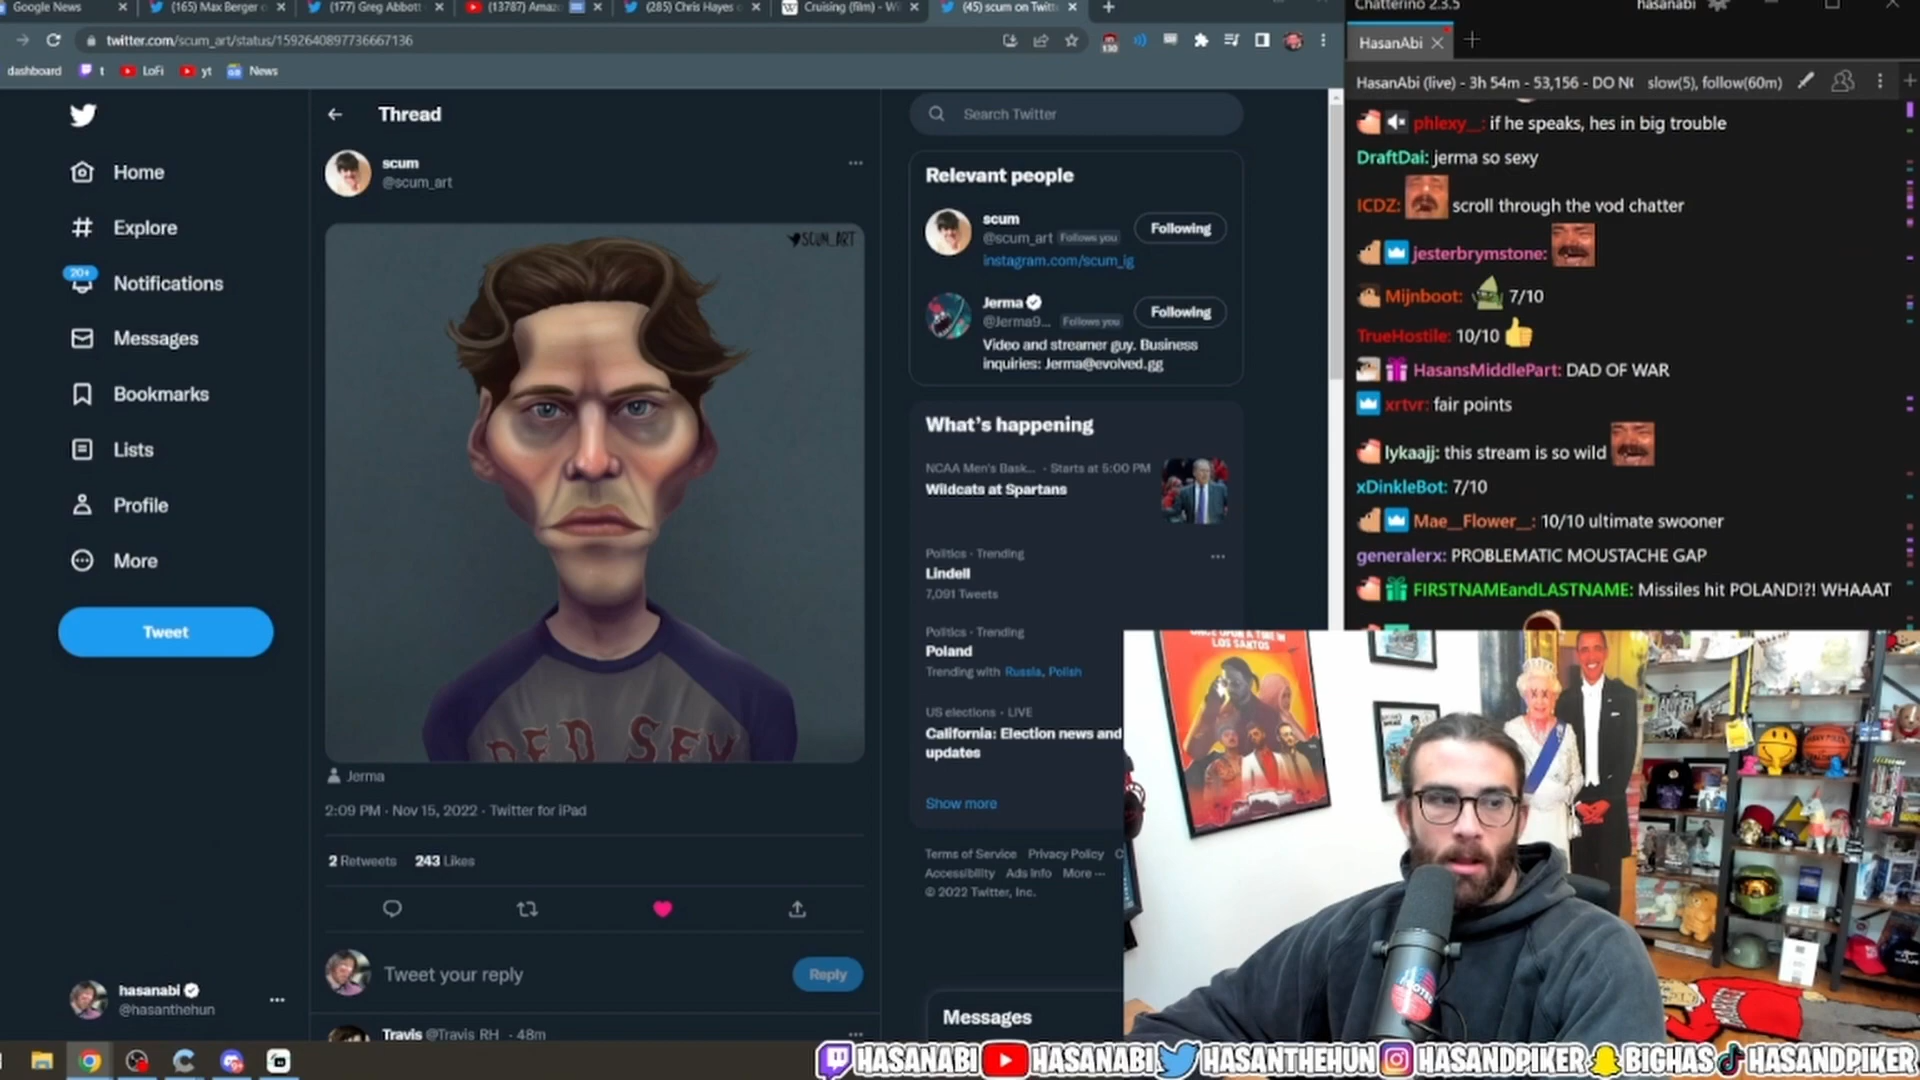 Google News
(165) Max Berger
(177) Greg Abbott
(13787) Amaz
(285) Chris Hayes
Cruising (film) - Wi
(45) scum on Twitt
twitter.com/scum_art/status/1592640897736667136
130
dashboard
t
LoFi
yt
News
Home
Explore
20+
Notifications
Messages
Bookmarks
Lists
Profile
More
Tweet
hasanabi
@hasanthehun
Thread
scum
@scum_art
SCUM_ART
RED SEV
Jerma
2:09 PM · Nov 15, 2022 · Twitter for iPad
2 Retweets 243 Likes
Tweet your reply
Reply
Travis @Travis_RH · 48m
Search Twitter
Relevant people
scum
@scum_art Follows you
instagram.com/scum_ig
Following
Jerma
@Jerma9... Follows you
Following
Video and streamer guy. Business
inquiries: Jerma@evolved.gg
What's happening
NCAA Men's Bask... · Starts at 5:00 PM
Wildcats at Spartans
Politics · Trending
Lindell
7,091 Tweets
Politics · Trending
Poland
Trending with Russia, Polish
US elections · LIVE
California: Election news and
updates
Show more
Terms of Service Privacy Policy C
Accessibility Ads Info More ...
© 2022 Twitter, Inc.
Messages
Chatterino 2.3.5
hasanabi
HasanAbi
HasanAbi (live) - 3h 54m - 53,156 - DO N
slow(5), follow(60m)
phlexy__: if he speaks, hes in big trouble
DraftDai: jerma so sexy
ICDZ: scroll through the vod chatter
jesterbrymstone:
Mijnboot: 7/10
TrueHostile: 10/10
HasansMiddlePart: DAD OF WAR
xrtvr: fair points
lykaajj: this stream is so wild
xDinkleBot: 7/10
Mae__Flower__: 10/10 ultimate swooner
generalerx: PROBLEMATIC MOUSTACHE GAP
FIRSTNAMEandLASTNAME: Missiles hit POLAND!?! WHAAAT
ONCE UPON A TIME IN
LOS SANTOS
HASANABI
HASANABI
HASANTHEHUN
HASANDPIKER
BIGHAS
HASANDPIKER